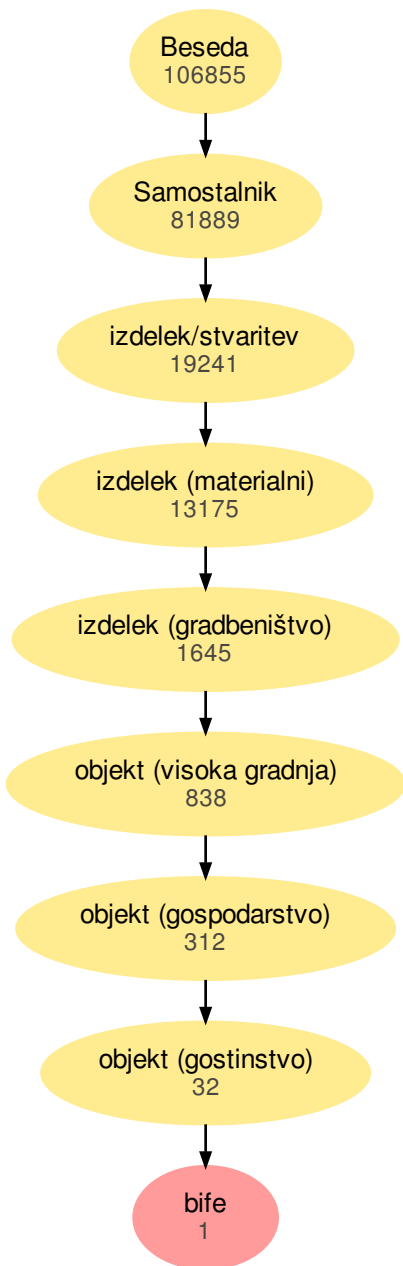 Beseda
106855
Samostalnik
81889
izdelek/stvaritev
19241
izdelek (materialni)
13175
izdelek (gradbeništvo)
1645
objekt (visoka gradnja)
838
objekt (gospodarstvo)
312
objekt (gostinstvo)
32
bife
1